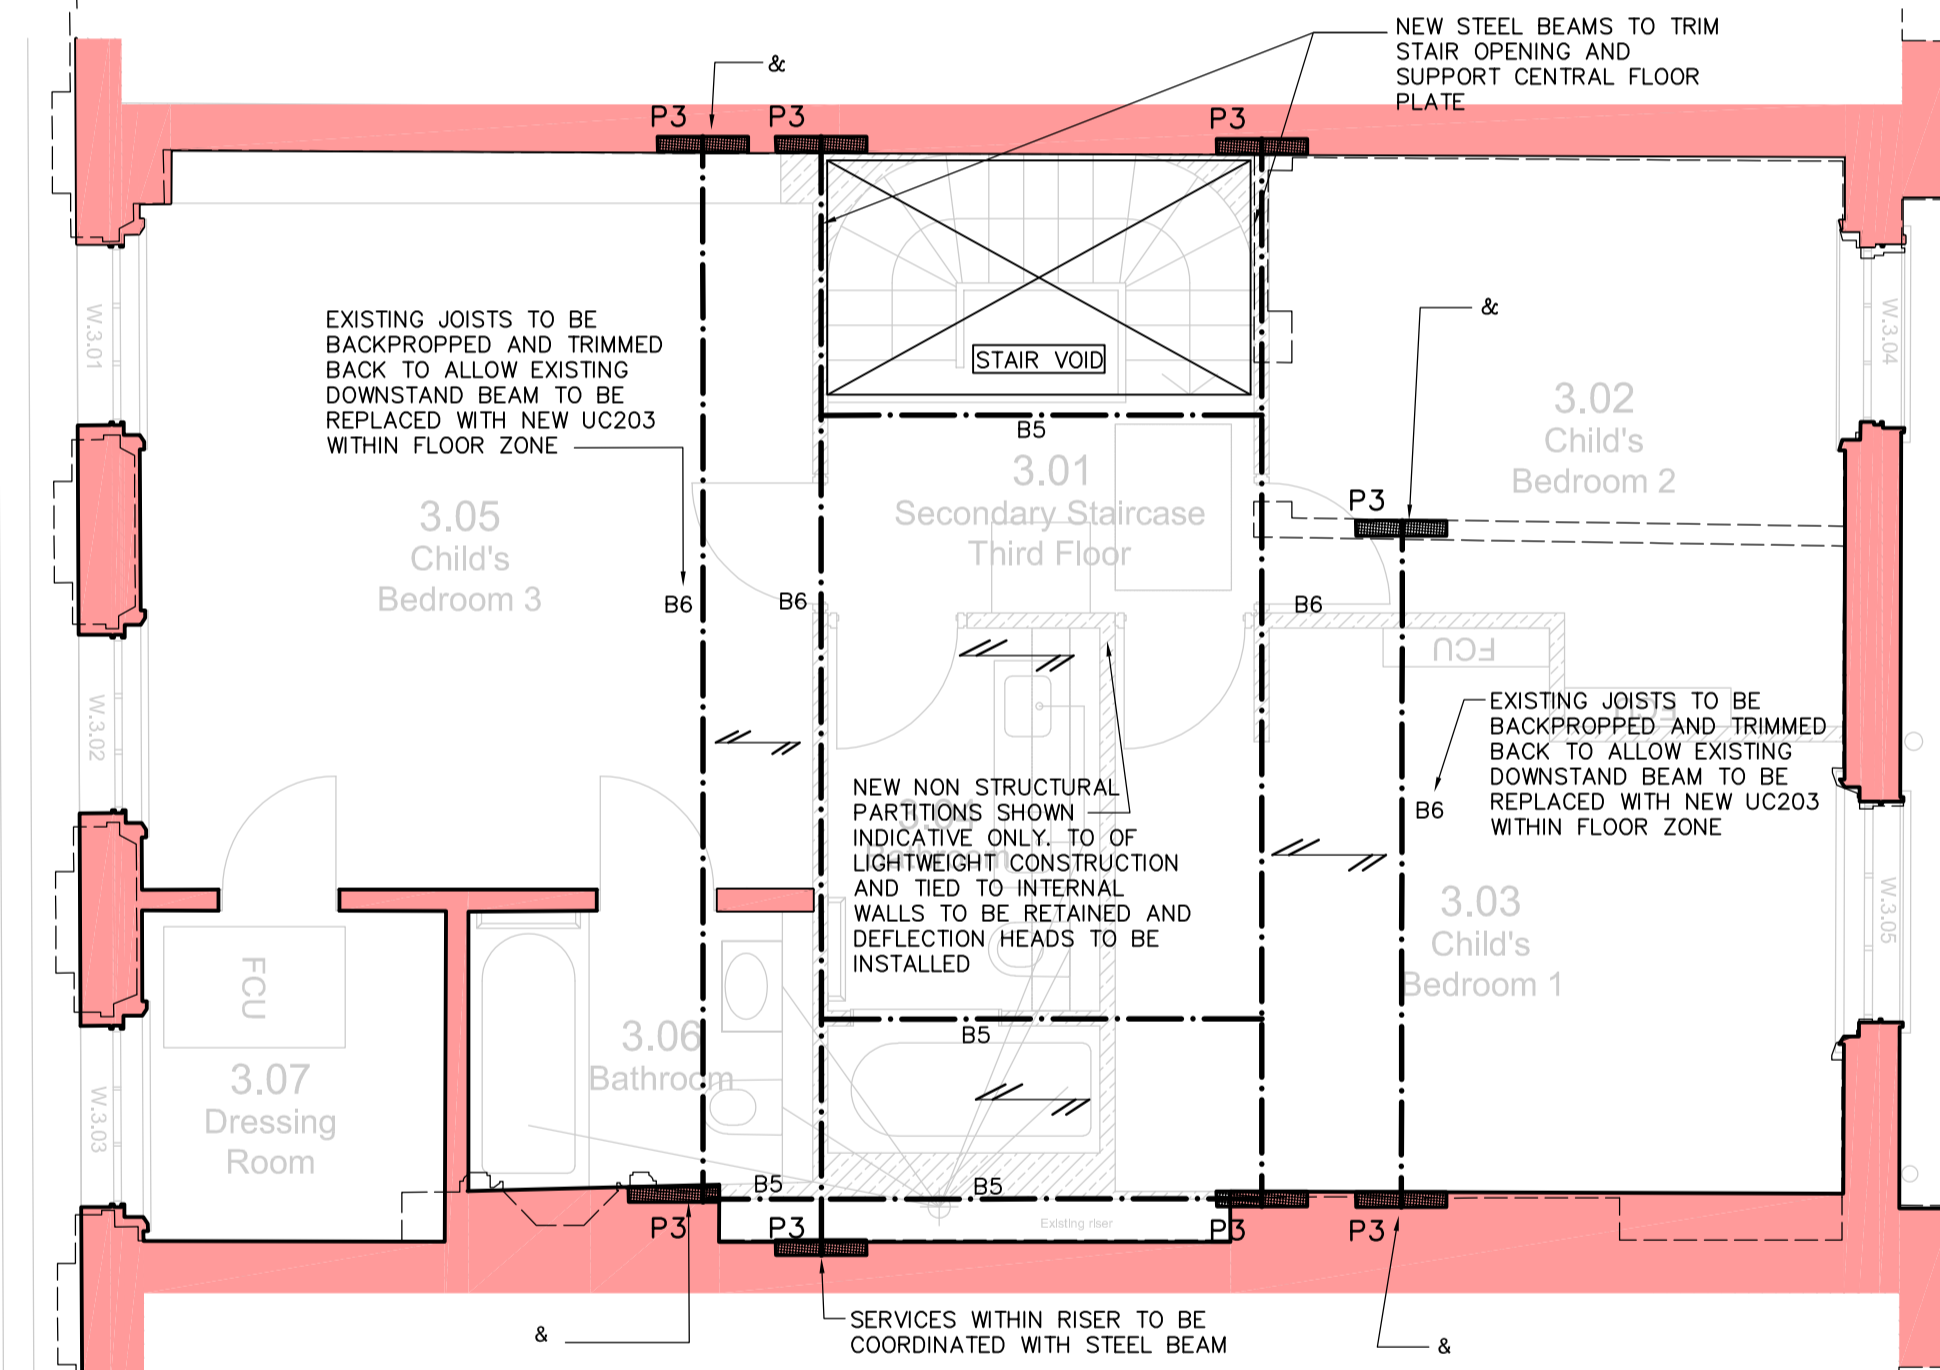 NEW STEEL BEAMS TO TRIM
STAIR OPENING AND
SUPPORT CENTRAL FLOOR
PLATE
&
P3
P3
P3
W.3.01
EXISTING JOISTS TO BE
BACKPROPPED AND TRIMMED
BACK TO ALLOW EXISTING
DOWNSTAND BEAM TO BE
REPLACED WITH NEW UC203
WITHIN FLOOR ZONE
STAIR VOID
&
W.3.04
B5
3.02
Child's
Bedroom 2
3.01
Secondary Staircase
Third Floor
P3
3.05
Child's
Bedroom 3
B6
B6
B6
FCU
FCU
W.3.02
EXISTING JOISTS TO BE
BACKPROPPED AND TRIMMED
BACK TO ALLOW EXISTING
DOWNSTAND BEAM TO BE
REPLACED WITH NEW UC203
WITHIN FLOOR ZONE
B6
NEW NON STRUCTURAL
PARTITIONS SHOWN
INDICATIVE ONLY. TO OF
LIGHTWEIGHT CONSTRUCTION
AND TIED TO INTERNAL
WALLS TO BE RETAINED AND
DEFLECTION HEADS TO BE
INSTALLED
3.04
Bathroom
3.03
Child's
Bedroom 1
W.3.05
FCU
3.06
Bathroom
B5
3.07
Dressing
Room
W.3.03
B5
B5
P3
P3
Existing riser
P3
P3
SERVICES WITHIN RISER TO BE
COORDINATED WITH STEEL BEAM
&
&